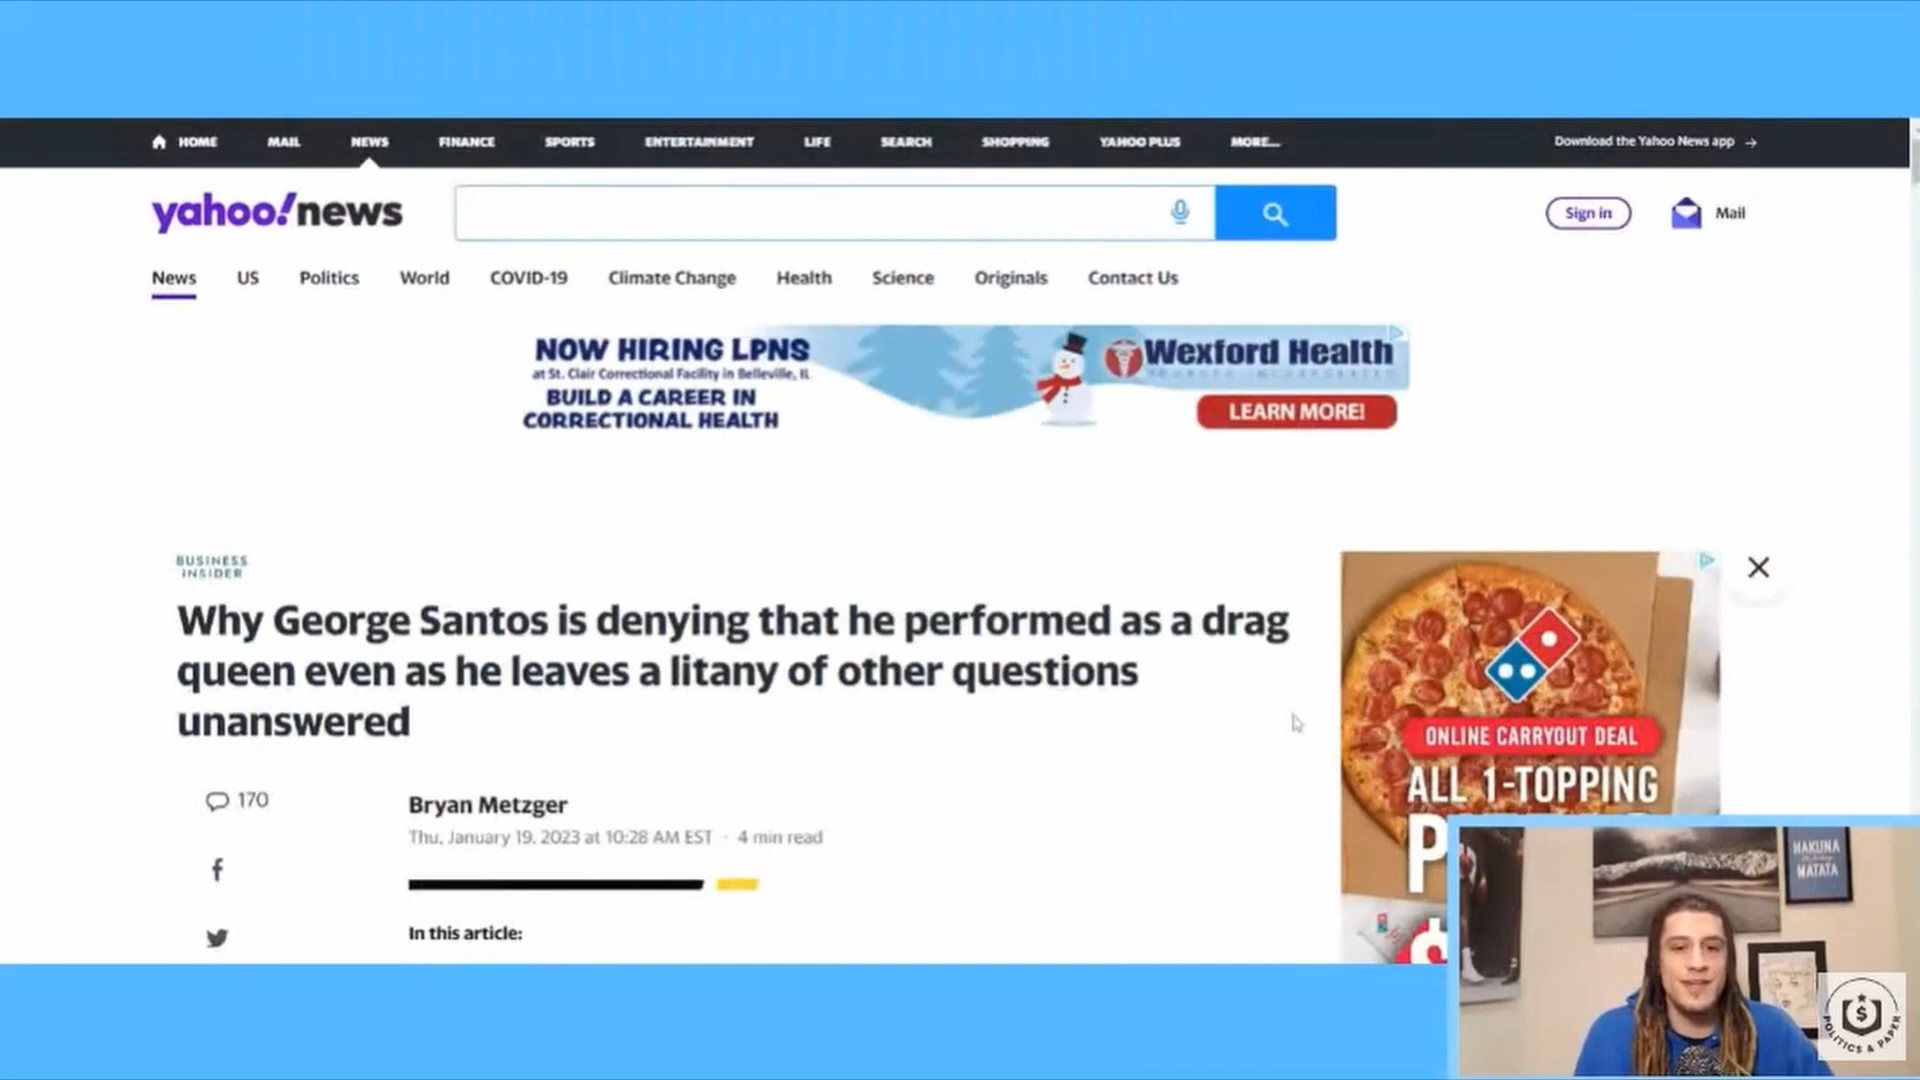 HOME MAIL NEWS FINANCE SPORTS ENTERTAINMENT LIFE SEARCH SHOPPING YAHOO PLUS MORE... Download the Yahoo News app →
yahoo!news
Sign in
Mail
News US Politics World COVID-19 Climate Change Health Science Originals Contact Us
NOW HIRING LPNS
at St. Clair Correctional Facility in Belleville, IL
BUILD A CAREER IN
CORRECTIONAL HEALTH
Wexford Health
LEARN MORE!
BUSINESS
INSIDER
Why George Santos is denying that he performed as a drag
queen even as he leaves a litany of other questions
unanswered
170
Bryan Metzger
Thu, January 19, 2023 at 10:28 AM EST · 4 min read
In this article:
ONLINE CARRYOUT DEAL
ALL 1-TOPPING
P
$
HAKUNA
MATATA
POLITICS & PAPER